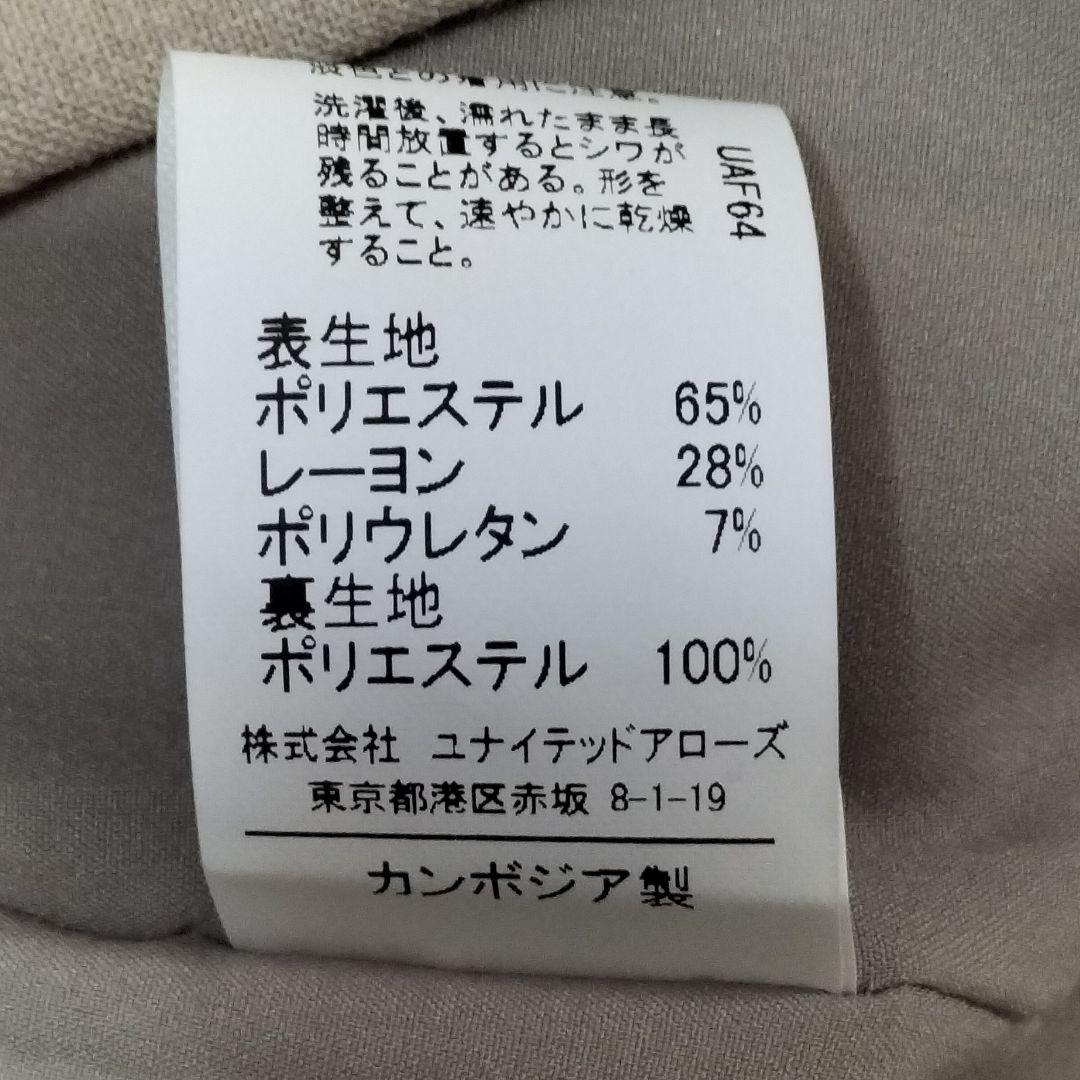 洗濯後、濡れたまま長
時間放置するとシワが
残ることがある。形を
整えて、速やかに乾燥
すること。
UAF64
表生地
ポリエステル 65%
レーヨン 28%
ポリウレタン 7%
裏生地
ポリエステル 100%
株式会社 ユナイテッドアローズ
東京都港区赤坂 8-1-19
カンボジア製